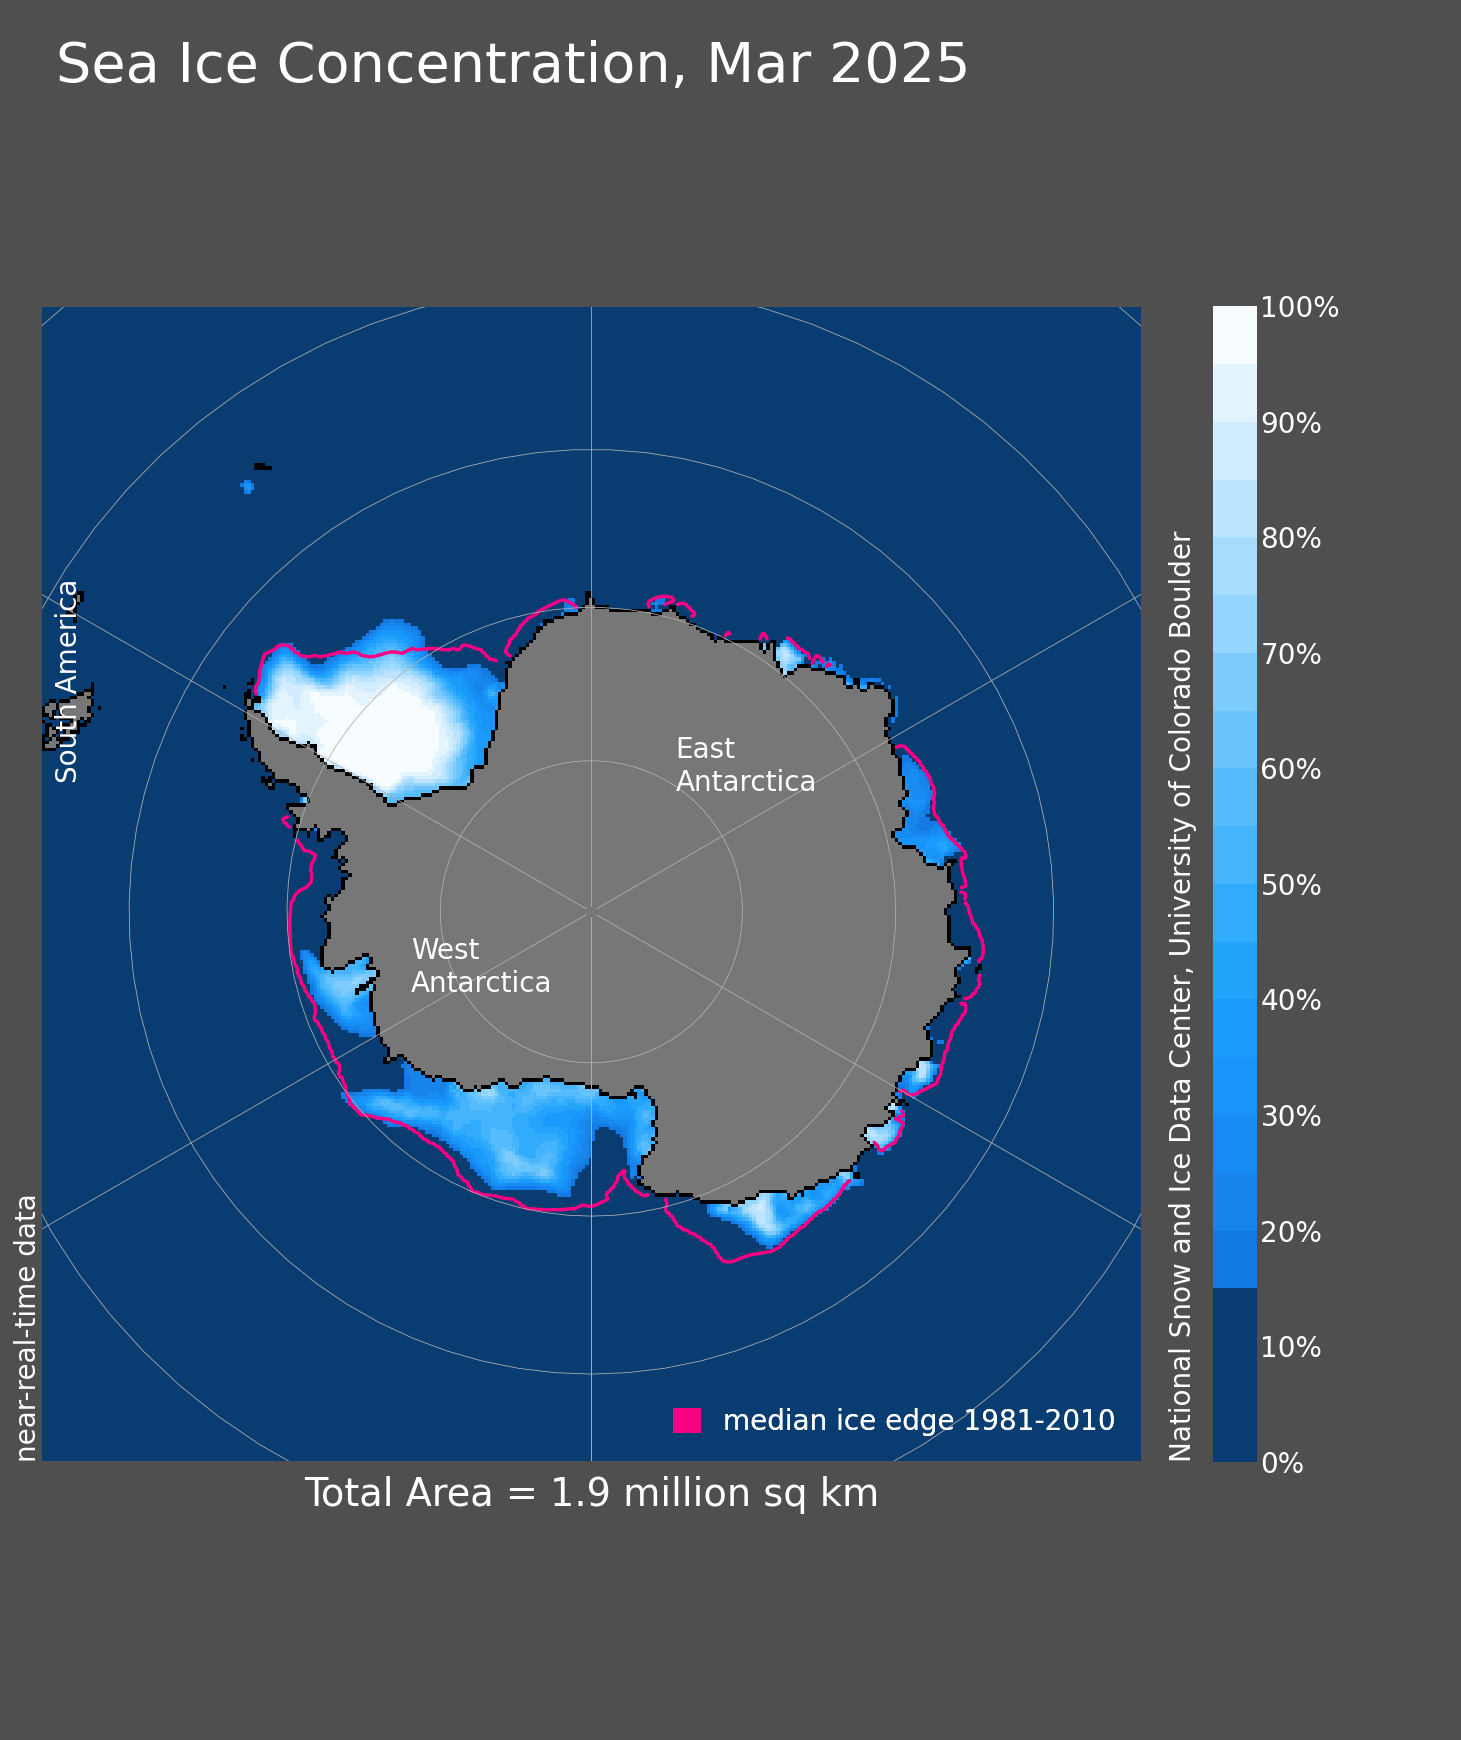 Sea Ice Concentration, Mar 2025
South America
East
Antarctica
West
Antarctica
near-real-time data
median ice edge 1981-2010
Total Area = 1.9 million sq km
National Snow and Ice Data Center, University of Colorado Boulder
100%
90%
80%
70%
60%
50%
40%
30%
20%
10%
0%